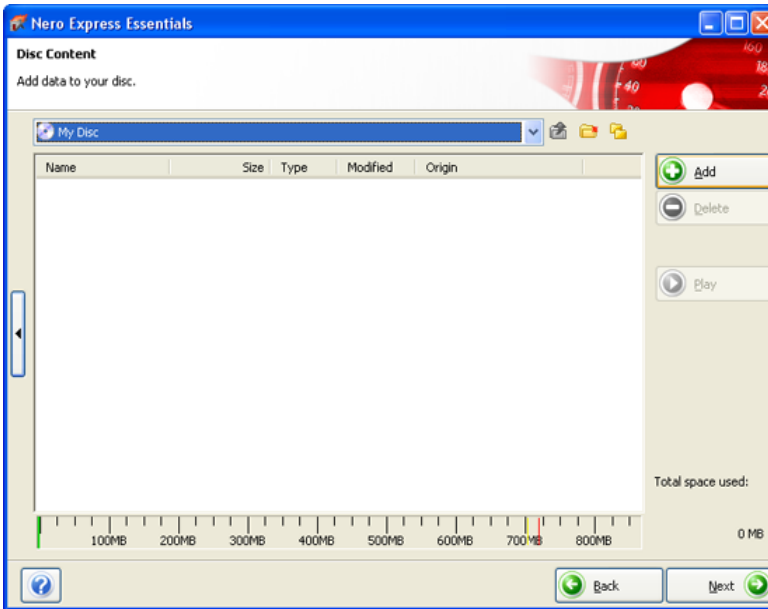 Nero Express Essentials
Disc Content
Add data to your disc.
My Disc
Name Size Type Modified Origin
Add
Delete
Play
Total space used:
0 MB
100MB 200MB 300MB 400MB 500MB 600MB 700MB 800MB
Back Next